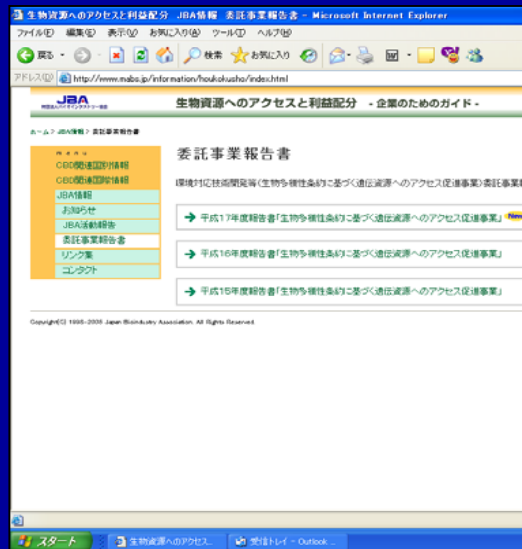 生物資源へのアクセスと利益配分 JBA情報 委託事業報告書 - Microsoft Internet Explorer
ファイル(F) 編集(E) 表示(V) お気に入り(A) ツール(T) ヘルプ(H)
戻る 検索 お気に入り
アドレス(D) http://www.mabs.jp/information/houkokusho/index.html
JBA
生物資源へのアクセスと利益配分 - 企業のためのガイド -
ホーム > JBA情報 > 委託事業報告書
menu
CBD関連国別情報
CBD関連国際情報
JBA情報
お知らせ
JBA活動報告
委託事業報告書
リンク集
コンタクト
委託事業報告書
環境対応技術開発等(生物多様性条約に基づく遺伝資源へのアクセス促進事業)委託事業
平成17年度報告書「生物多様性条約に基づく遺伝資源へのアクセス促進事業」 New
平成16年度報告書「生物多様性条約に基づく遺伝資源へのアクセス促進事業」
平成15年度報告書「生物多様性条約に基づく遺伝資源へのアクセス促進事業」
Copyright(C) 1998-2005 Japan Bioindustry Association. All Rights Reserved.
スタート 生物資源へのアクセス... 受信トレイ - Outlook ...